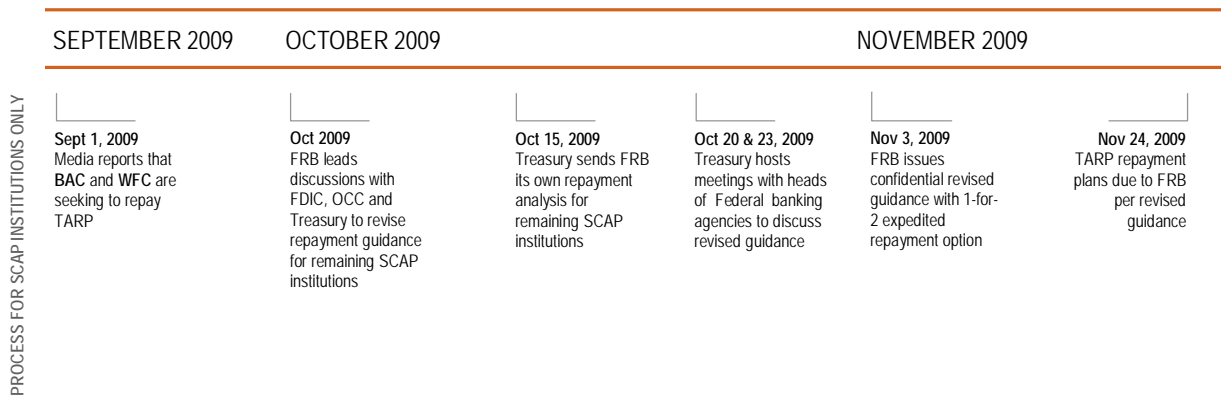 SEPTEMBER 2009
OCTOBER 2009
NOVEMBER 2009
PROCESS FOR SCAP INSTITUTIONS ONLY
Sept 1, 2009
Media reports that
BAC and WFC are
seeking to repay
TARP
Oct 2009
FRB leads
discussions with
FDIC, OCC and
Treasury to revise
repayment guidance
for remaining SCAP
institutions
Oct 15, 2009
Treasury sends FRB
its own repayment
analysis for
remaining SCAP
institutions
Oct 20 & 23, 2009
Treasury hosts
meetings with heads
of Federal banking
agencies to discuss
revised guidance
Nov 3, 2009
FRB issues
confidential revised
guidance with 1-for-
2 expedited
repayment option
Nov 24, 2009
TARP repayment
plans due to FRB
per revised
guidance